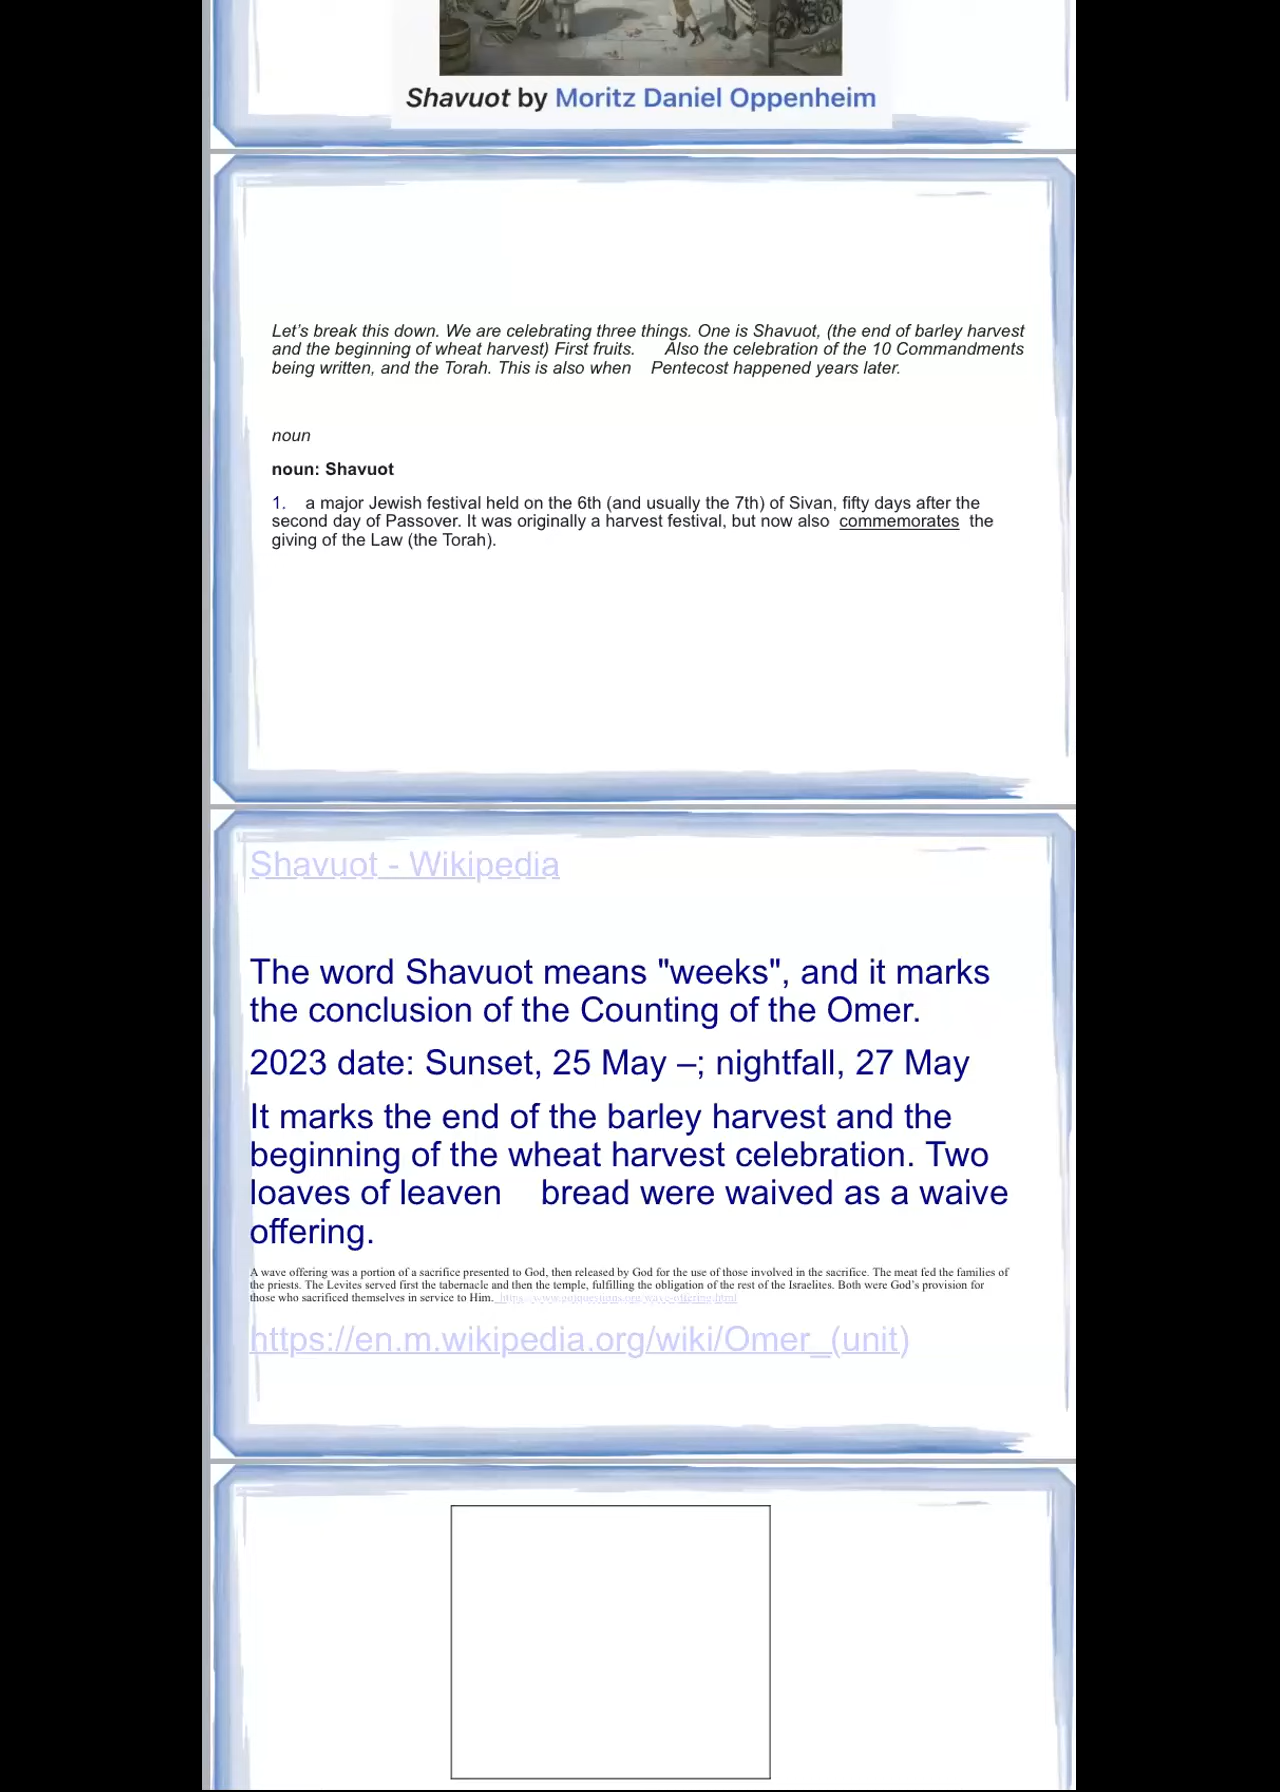 Shavuot by Moritz Daniel Oppenheim
Let's break this down. We are celebrating three things. One is Shavuot, (the end of barley harvest
and the beginning of wheat harvest) First fruits. Also the celebration of the 10 Commandments
being written, and the Torah. This is also when Pentecost happened years later.
noun
noun: Shavuot
1. a major Jewish festival held on the 6th (and usually the 7th) of Sivan, fifty days after the
second day of Passover. It was originally a harvest festival, but now also commemorates the
giving of the Law (the Torah).
Shavuot - Wikipedia
The word Shavuot means "weeks", and it marks
the conclusion of the Counting of the Omer.
2023 date: Sunset, 25 May –; nightfall, 27 May
It marks the end of the barley harvest and the
beginning of the wheat harvest celebration. Two
loaves of leaven bread were waived as a waive
offering.
A wave offering was a portion of a sacrifice presented to God, then released by God for the use of those involved in the sacrifice. The meat fed the families of
the priests. The Levites served first the tabernacle and then the temple, fulfilling the obligation of the rest of the Israelites. Both were God's provision for
those who sacrificed themselves in service to Him.
https://en.m.wikipedia.org/wiki/Omer_(unit)